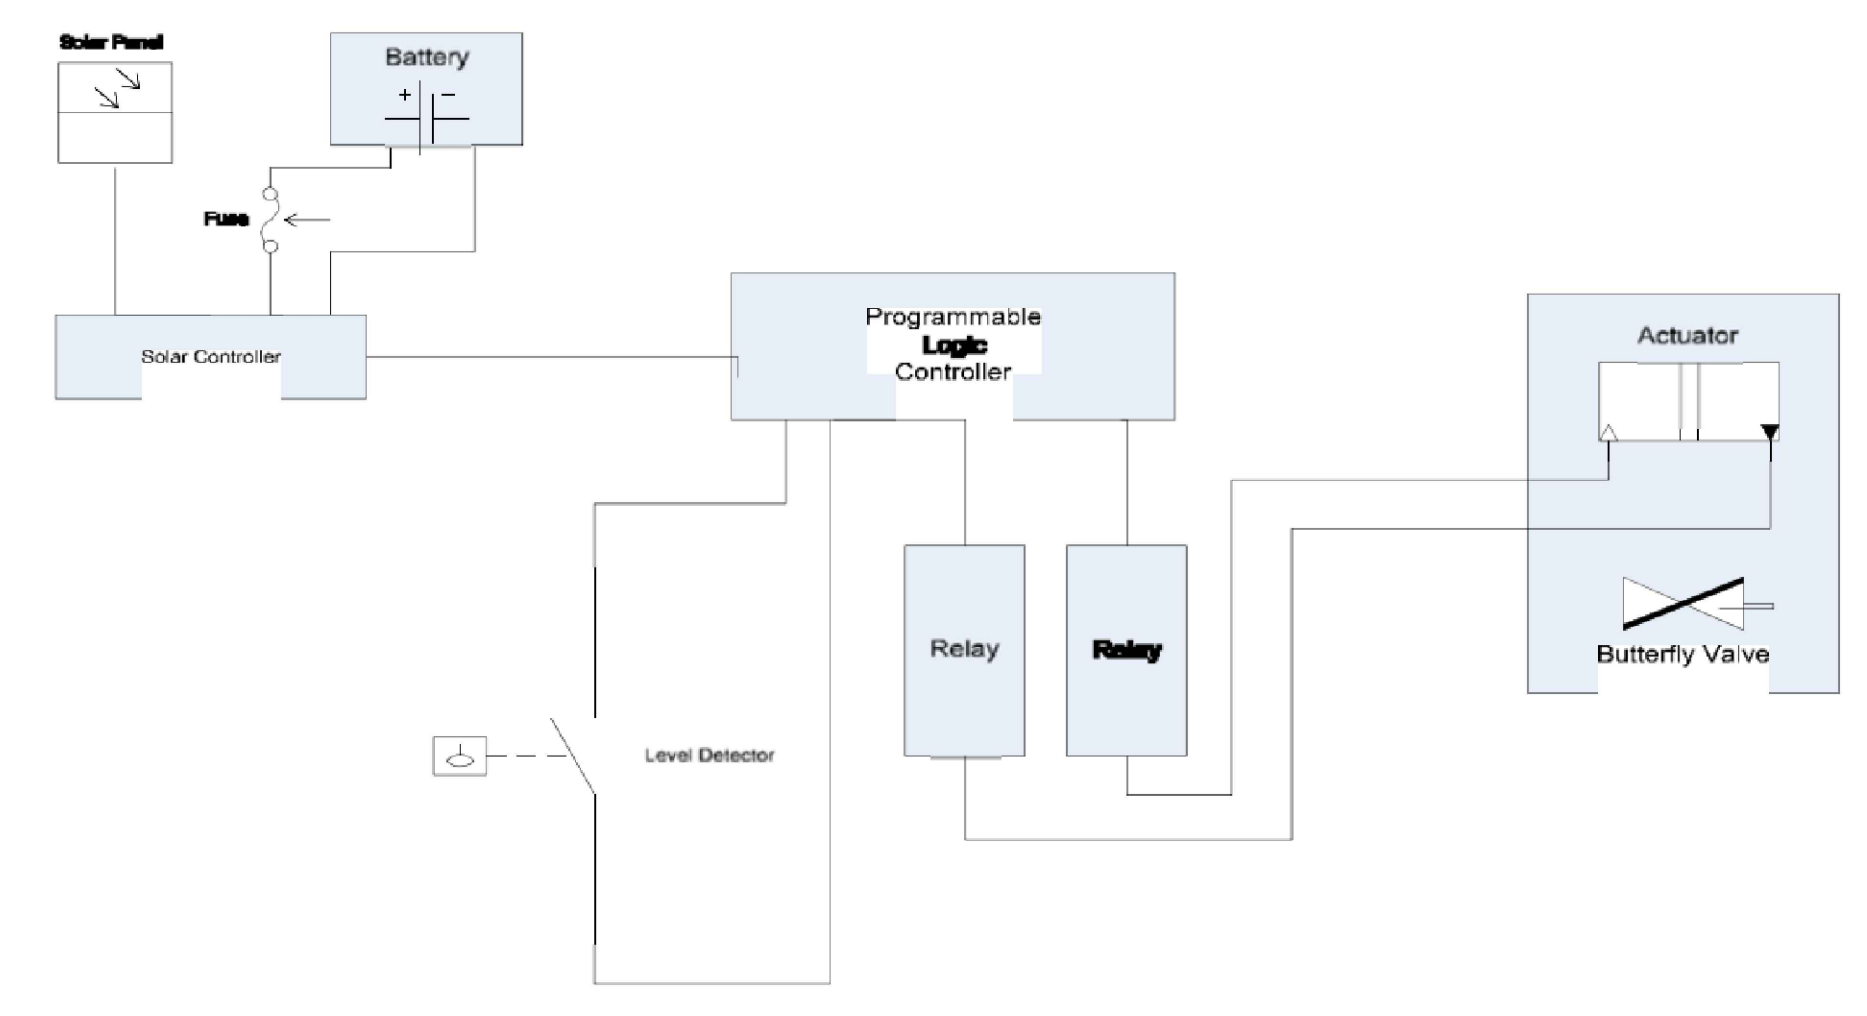 Solar Panel
Battery
+ −
Fuse
Solar Controller
Programmable
Logic
Controller
Actuator
Relay
Relay
Butterfly Valve
Level Detector